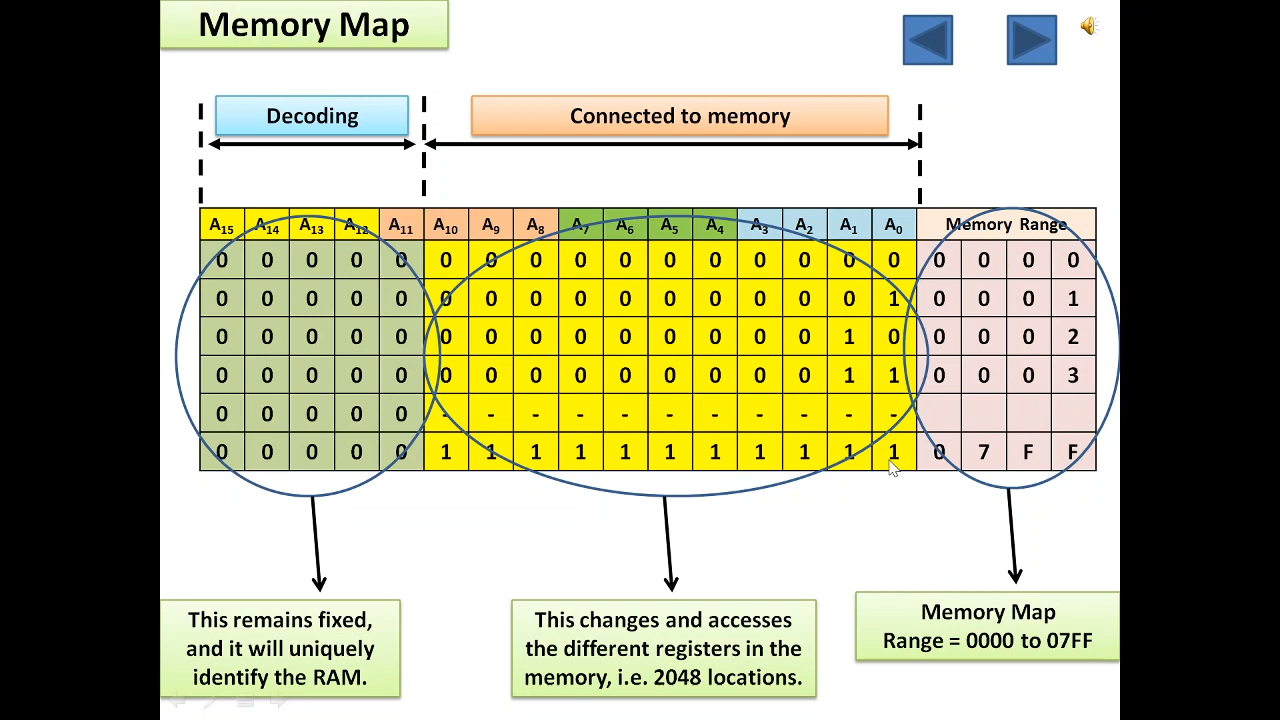 Memory Map
Decoding
Connected to memory
A15 A14 A13 A12 A11 A10 A9 A8 A7 A6 A5 A4 A3 A2 A1 A0 Memory Range
0 0 0 0 0 0 0 0 0 0 0 0 0 0 0 0 0 0 0 0
0 0 0 0 0 0 0 0 0 0 0 0 0 0 0 1 0 0 0 1
0 0 0 0 0 0 0 0 0 0 0 0 0 0 1 0 0 0 0 2
0 0 0 0 0 0 0 0 0 0 0 0 0 0 1 1 0 0 0 3
0 0 0 0 0 - - - - - - - - - - -
0 0 0 0 0 1 1 1 1 1 1 1 1 1 1 1 0 7 F F
This remains fixed,
and it will uniquely
identify the RAM.
This changes and accesses
the different registers in the
memory, i.e. 2048 locations.
Memory Map
Range = 0000 to 07FF